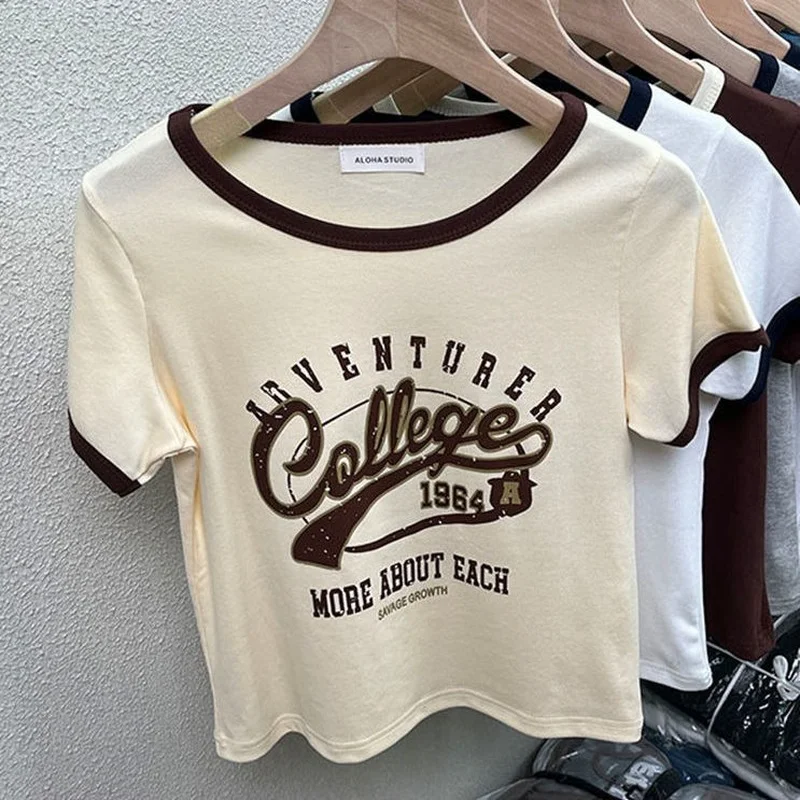 ALOHA STUDIO
ADVENTURER
College
1964
A
MORE ABOUT EACH
SAVAGE GROWTH